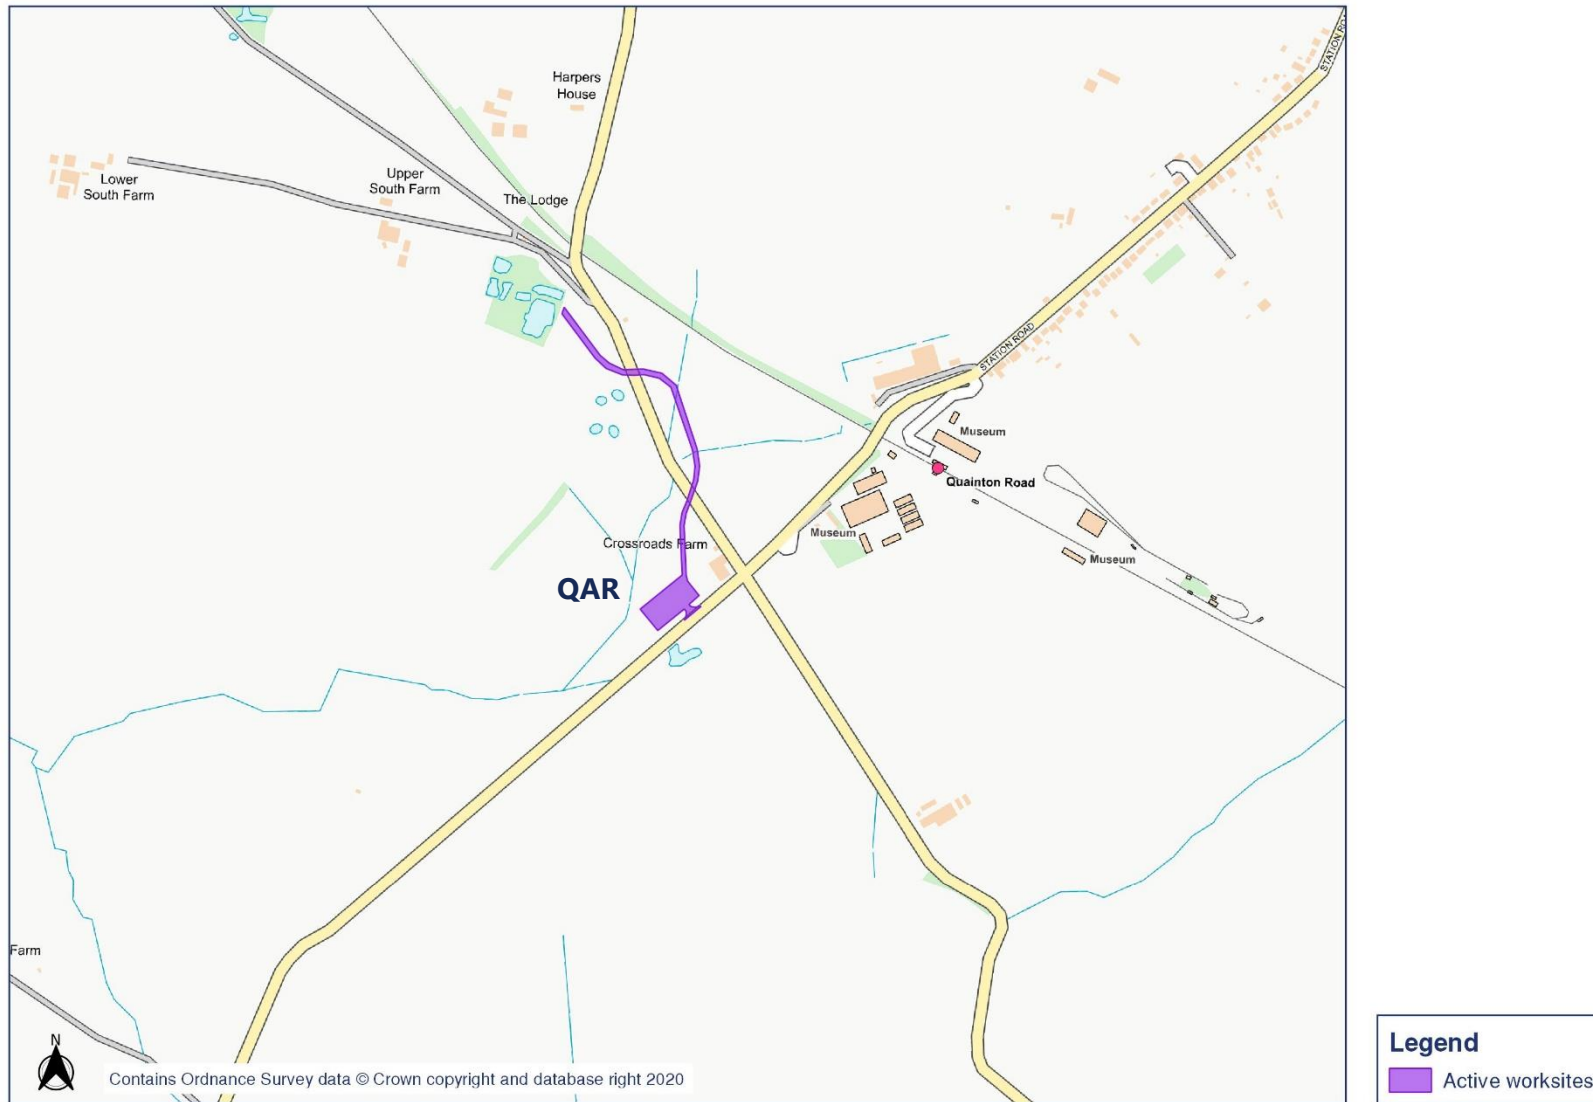 STATION ROAD
Harpers
House
Upper
South Farm
Lower
South Farm
The Lodge
STATION ROAD
Museum
Quainton Road
Museum
Crossroads Farm
Museum
QAR
Farm
N
Contains Ordnance Survey data © Crown copyright and database right 2020
Legend
Active worksites